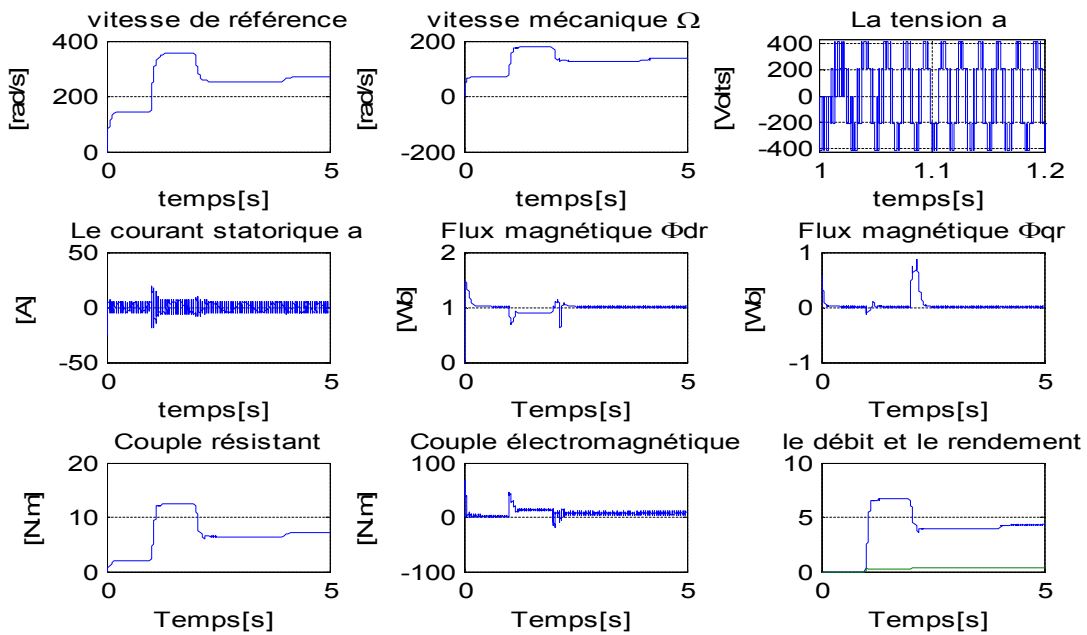 vitesse de référence
400
200
0
[rad/s]
0
5
temps[s]
vitesse mécanique Ω
200
0
-200
[rad/s]
0
5
temps[s]
La tension a
400
200
0
-200
-400
[Volts]
1
1.1
1.2
temps[s]
Le courant statorique a
50
0
-50
[A]
0
5
temps[s]
Flux magnétique Φdr
2
1
0
[Wb]
0
5
Temps[s]
Flux magnétique Φqr
1
0
-1
[Wb]
0
5
Temps[s]
Couple résistant
20
10
0
[N.m]
0
5
Temps[s]
Couple électromagnétique
100
0
-100
[N.m]
0
5
Temps[s]
le débit et le rendement
10
5
0
0
5
Temps[s]